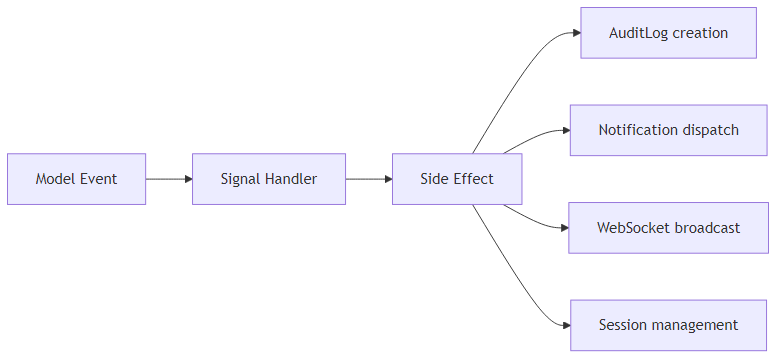 Model Event
Signal Handler
Side Effect
AuditLog creation
Notification dispatch
WebSocket broadcast
Session management